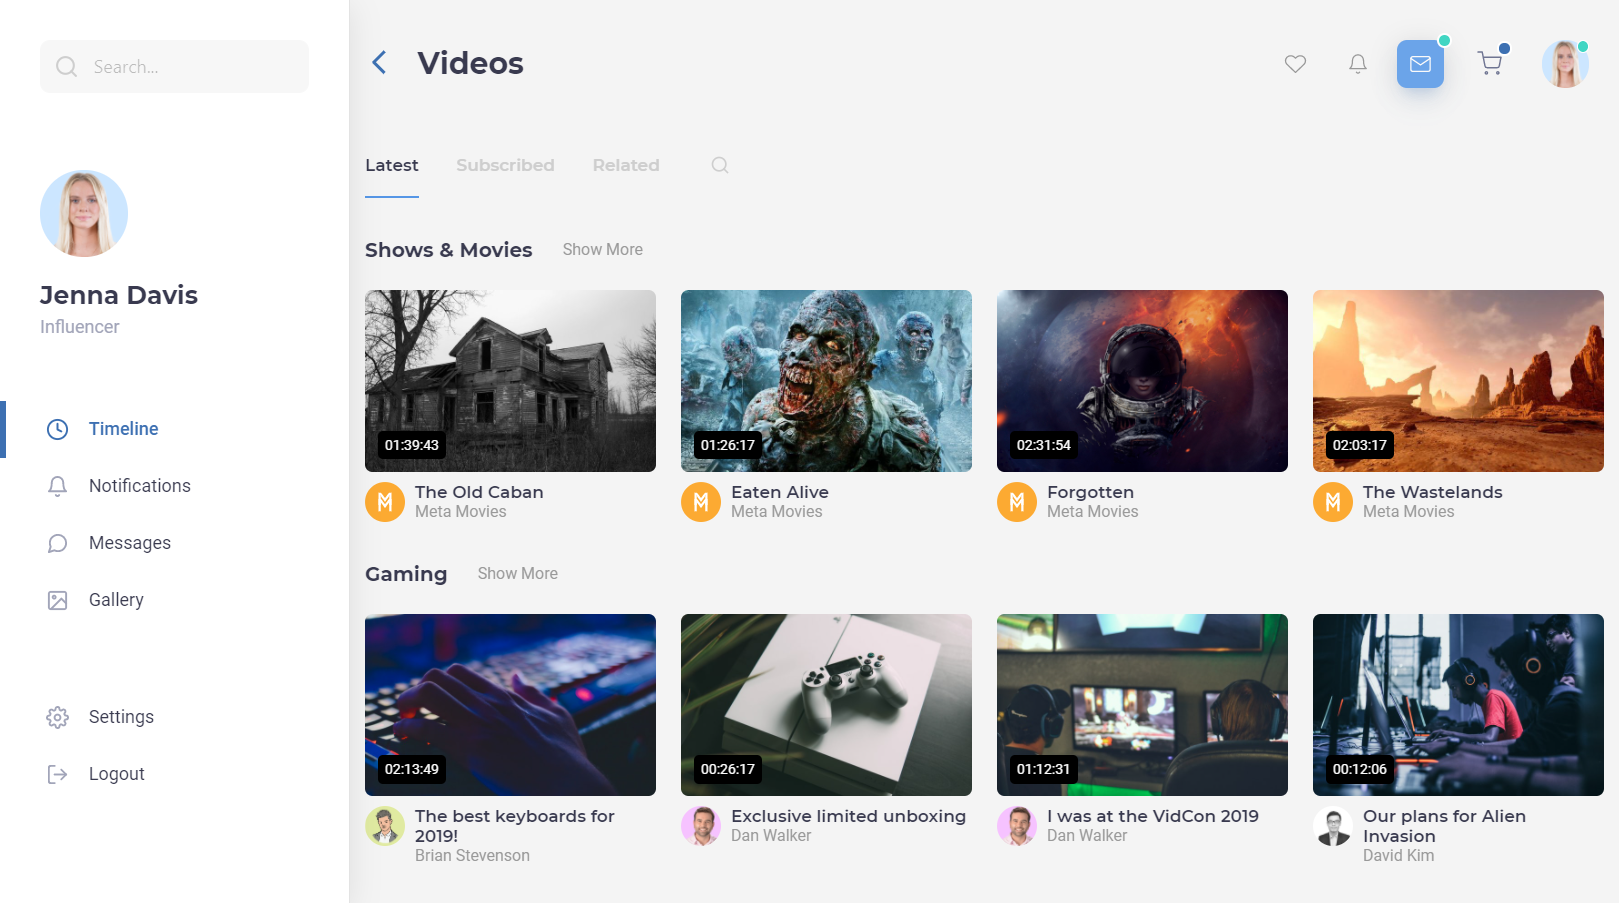 Search...
Jenna Davis
Influencer
Timeline
Notifications
Messages
Gallery
Settings
Logout
Videos
Latest Subscribed Related
Shows & Movies Show More
01:39:43 01:26:17 02:31:54 02:03:17
The Old Caban
Meta Movies
Eaten Alive
Meta Movies
Forgotten
Meta Movies
The Wastelands
Meta Movies
Gaming Show More
02:13:49 00:26:17 01:12:31 00:12:06
The best keyboards for
2019!
Brian Stevenson
Exclusive limited unboxing
Dan Walker
I was at the VidCon 2019
Dan Walker
Our plans for Alien
Invasion
David Kim